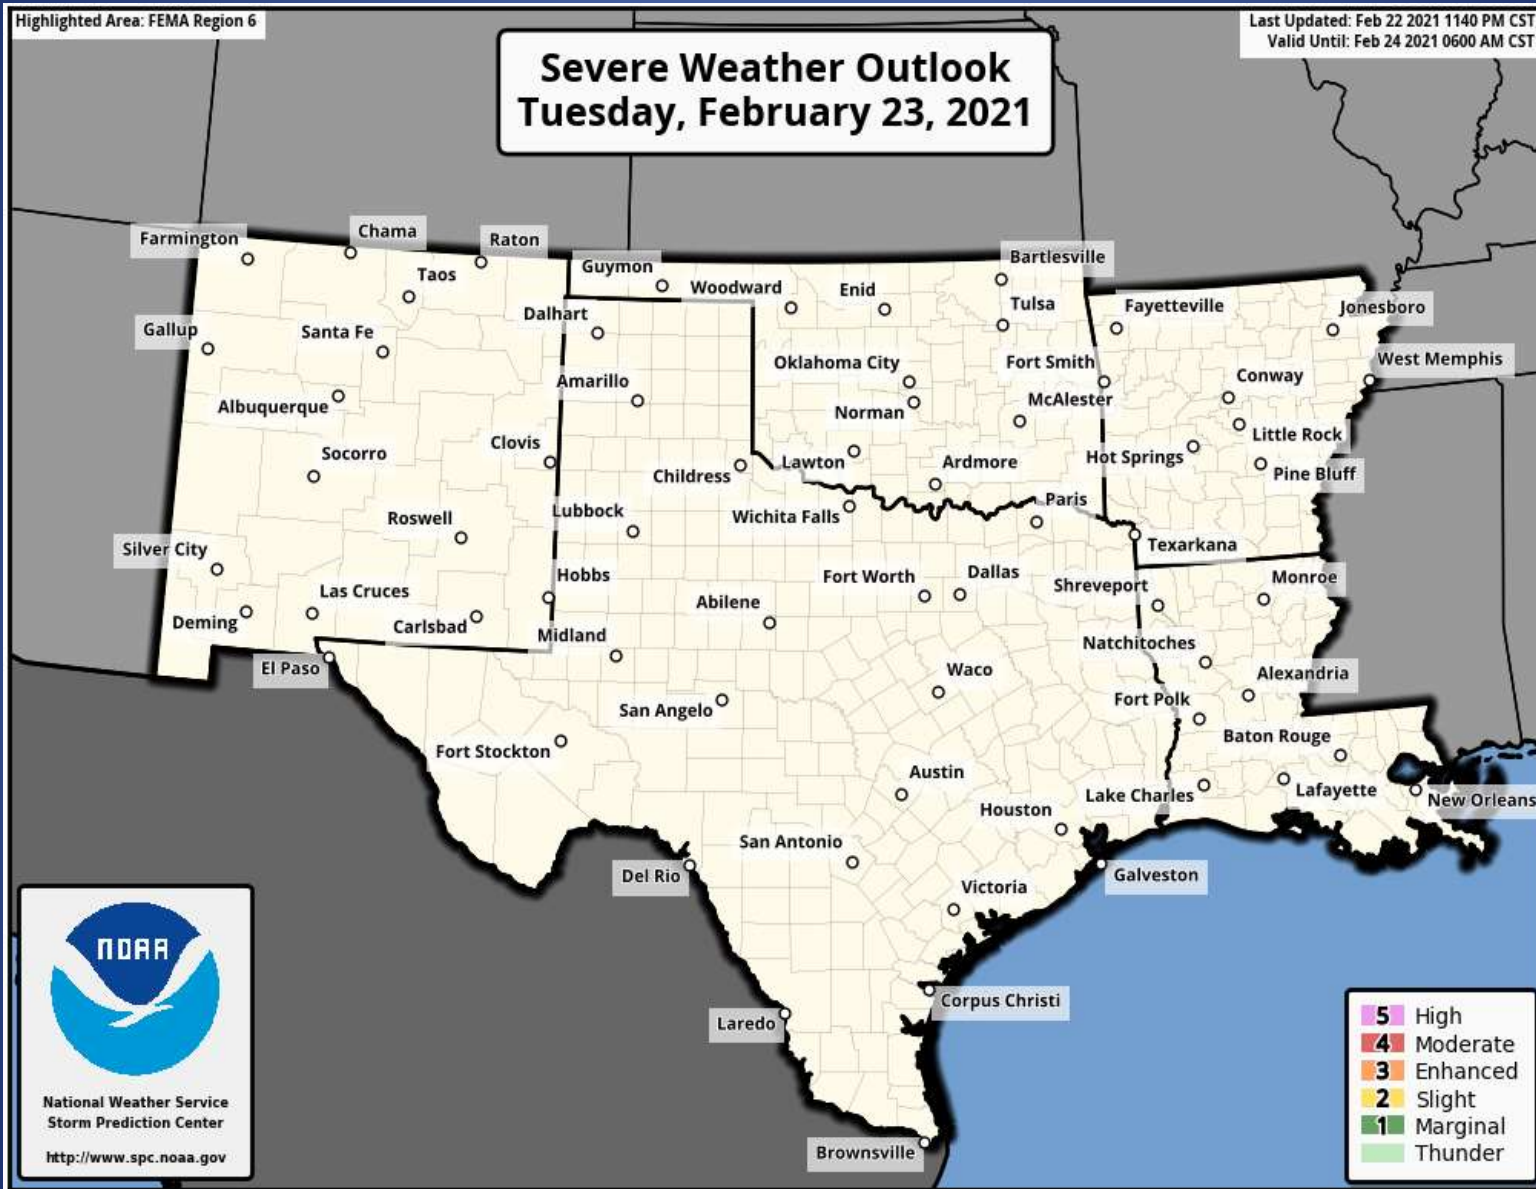 Highlighted Area: FEMA Region 6
Last Updated: Feb 22 2021 1140 PM CST
Valid Until: Feb 24 2021 0600 AM CST
Severe Weather Outlook
Tuesday, February 23, 2021
Farmington
Chama
Raton
Taos
Guymon
Woodward
Enid
Bartlesville
Tulsa
Fayetteville
Jonesboro
Dalhart
Gallup
Santa Fe
Oklahoma City
Fort Smith
West Memphis
Conway
Amarillo
Albuquerque
Norman
McAlester
Little Rock
Clovis
Socorro
Childress
Lawton
Ardmore
Hot Springs
Pine Bluff
Roswell
Lubbock
Wichita Falls
Paris
Texarkana
Silver City
Hobbs
Fort Worth
Dallas
Shreveport
Monroe
Las Cruces
Abilene
Deming
Carlsbad
Midland
Natchitoches
El Paso
Waco
Alexandria
San Angelo
Fort Polk
Fort Stockton
Baton Rouge
Austin
Houston
Lake Charles
Lafayette
New Orleans
San Antonio
Del Rio
Galveston
Victoria
Corpus Christi
Laredo
Brownsville
NOAA
National Weather Service
Storm Prediction Center
http://www.spc.noaa.gov
5 High
4 Moderate
3 Enhanced
2 Slight
1 Marginal
Thunder